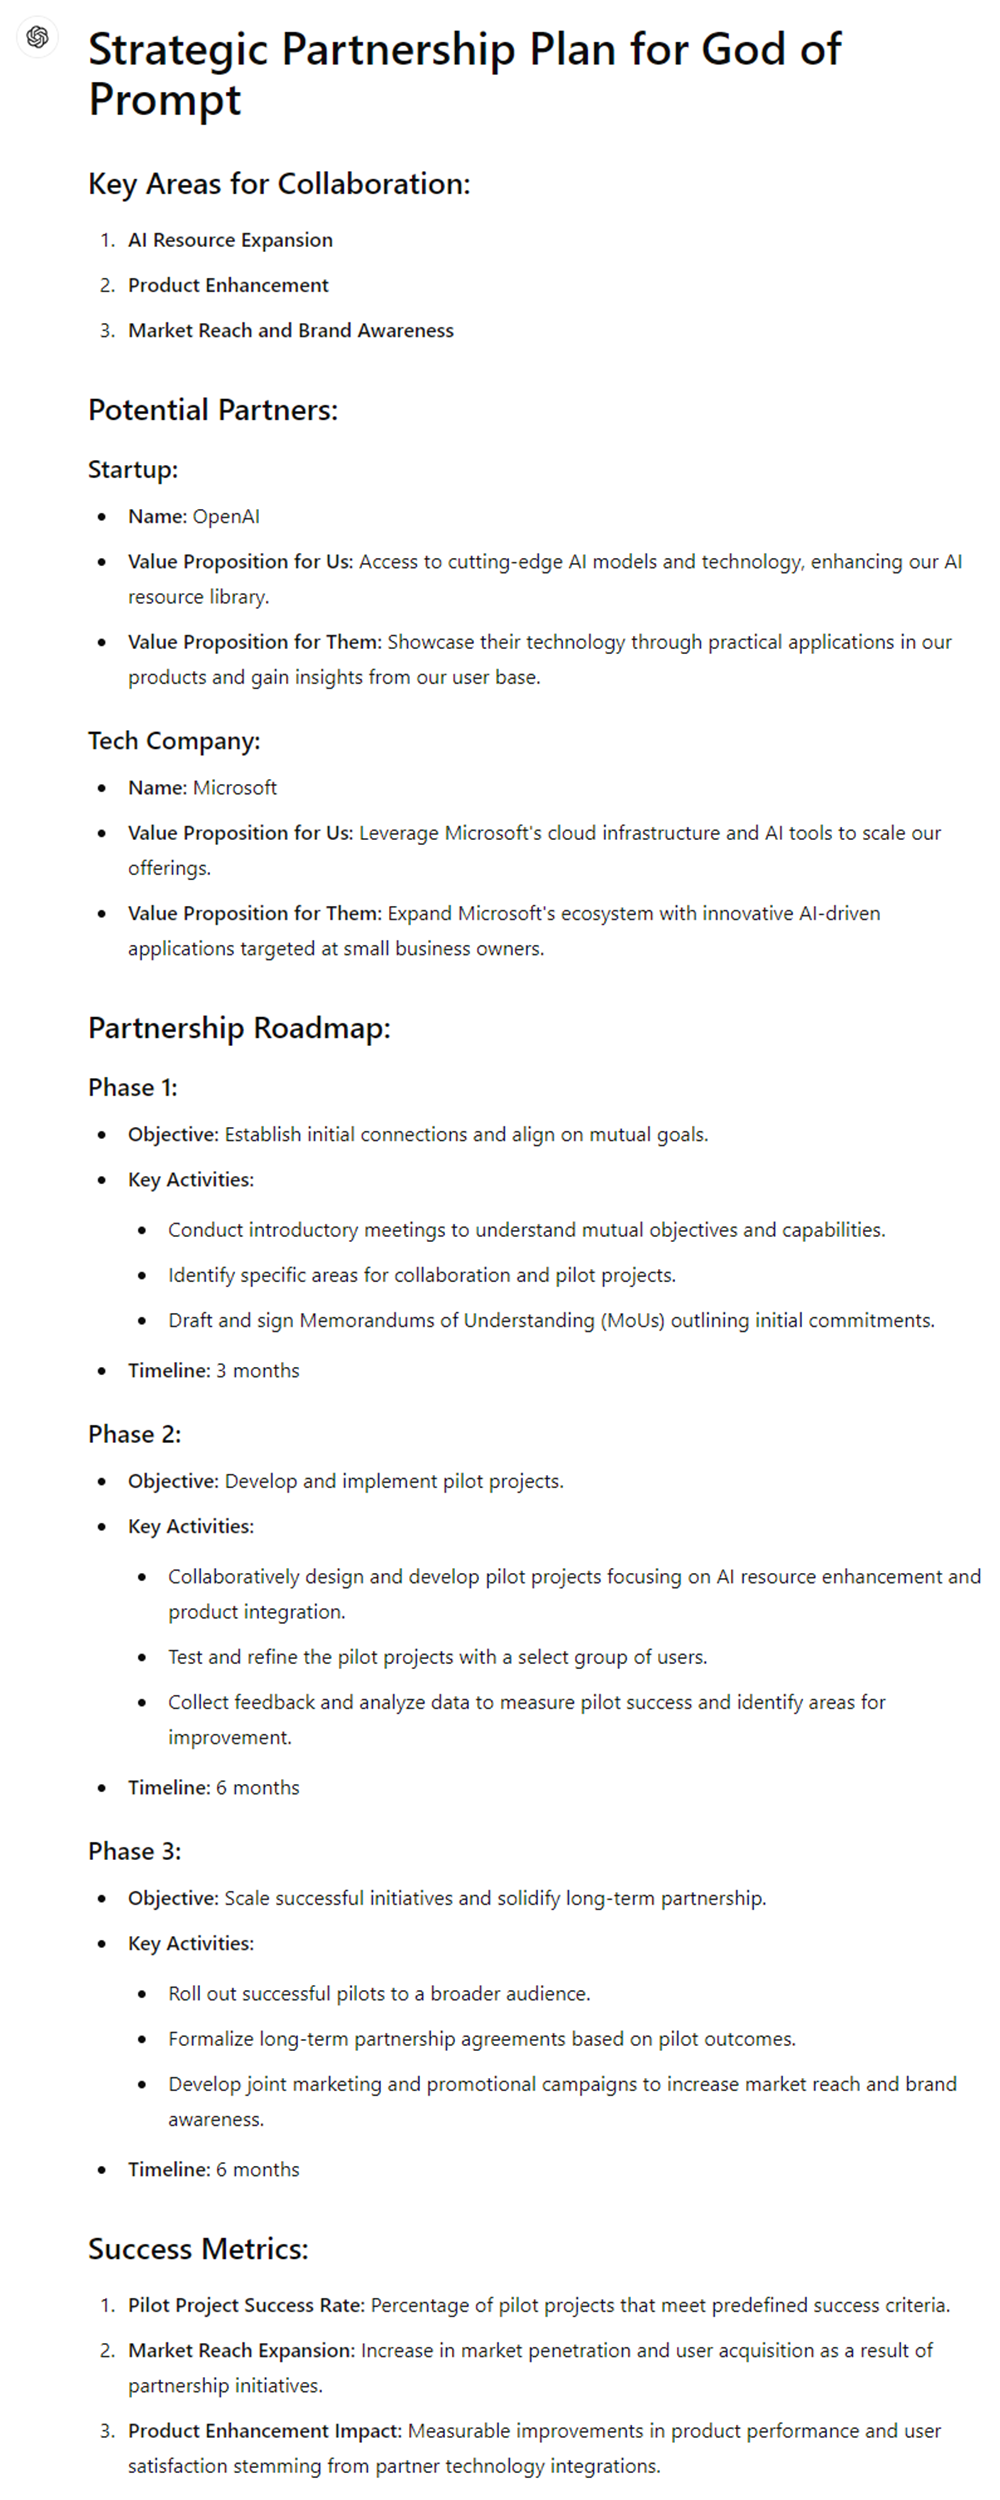 Strategic Partnership Plan for God of
Prompt
Key Areas for Collaboration:
1. AI Resource Expansion
2. Product Enhancement
3. Market Reach and Brand Awareness
Potential Partners:
Startup:
• Name: OpenAI
• Value Proposition for Us: Access to cutting-edge AI models and technology, enhancing our AI
resource library.
• Value Proposition for Them: Showcase their technology through practical applications in our
products and gain insights from our user base.
Tech Company:
• Name: Microsoft
• Value Proposition for Us: Leverage Microsoft's cloud infrastructure and AI tools to scale our
offerings.
• Value Proposition for Them: Expand Microsoft's ecosystem with innovative AI-driven
applications targeted at small business owners.
Partnership Roadmap:
Phase 1:
• Objective: Establish initial connections and align on mutual goals.
• Key Activities:
• Conduct introductory meetings to understand mutual objectives and capabilities.
• Identify specific areas for collaboration and pilot projects.
• Draft and sign Memorandums of Understanding (MoUs) outlining initial commitments.
• Timeline: 3 months
Phase 2:
• Objective: Develop and implement pilot projects.
• Key Activities:
• Collaboratively design and develop pilot projects focusing on AI resource enhancement and
product integration.
• Test and refine the pilot projects with a select group of users.
• Collect feedback and analyze data to measure pilot success and identify areas for
improvement.
• Timeline: 6 months
Phase 3:
• Objective: Scale successful initiatives and solidify long-term partnership.
• Key Activities:
• Roll out successful pilots to a broader audience.
• Formalize long-term partnership agreements based on pilot outcomes.
• Develop joint marketing and promotional campaigns to increase market reach and brand
awareness.
• Timeline: 6 months
Success Metrics:
1. Pilot Project Success Rate: Percentage of pilot projects that meet predefined success criteria.
2. Market Reach Expansion: Increase in market penetration and user acquisition as a result of
partnership initiatives.
3. Product Enhancement Impact: Measurable improvements in product performance and user
satisfaction stemming from partner technology integrations.